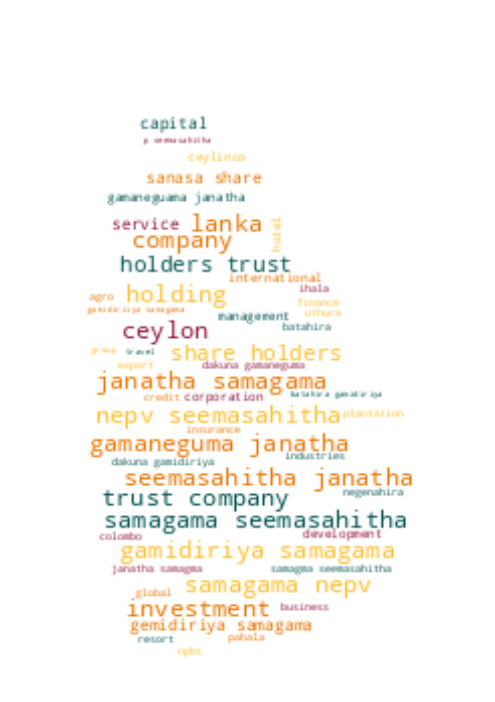 capital
p seemasahitha
ceylinco
sanasa share
gamaneguama janatha
service lanka
hotel
company
holders trust
international
ihala
agro holding
finance
gamidiriiya samagama
uthura
management
ceylon
batahira
group travel share holders
export
dakuna gamaneguma
janatha samagama
credit corporation
batahira gamidiriya
nepv seemasahitha
plantation
insurance
gamaneguma janatha
industries
dakuna gamidiriya
seemasahitha janatha
negenahira
trust company
samagama seemasahitha
colombo
development
gamidiriya samagama
janatha samagma
samagma seemasahitha
samagama nepv
global
investment
business
gemidiriya samagama
resort
pahala
npbs